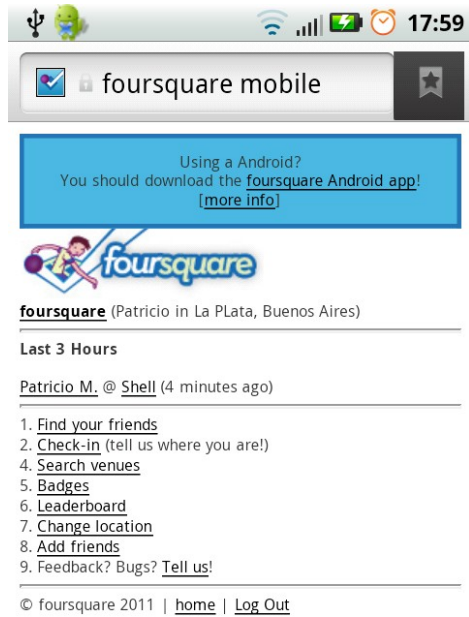 17:59
foursquare mobile
Using a Android?
You should download the foursquare Android app!
[more info]
foursquare
foursquare (Patricio in La PLata, Buenos Aires)
Last 3 Hours
Patricio M. @ Shell (4 minutes ago)
1. Find your friends
2. Check-in (tell us where you are!)
4. Search venues
5. Badges
6. Leaderboard
7. Change location
8. Add friends
9. Feedback? Bugs? Tell us!
© foursquare 2011 | home | Log Out